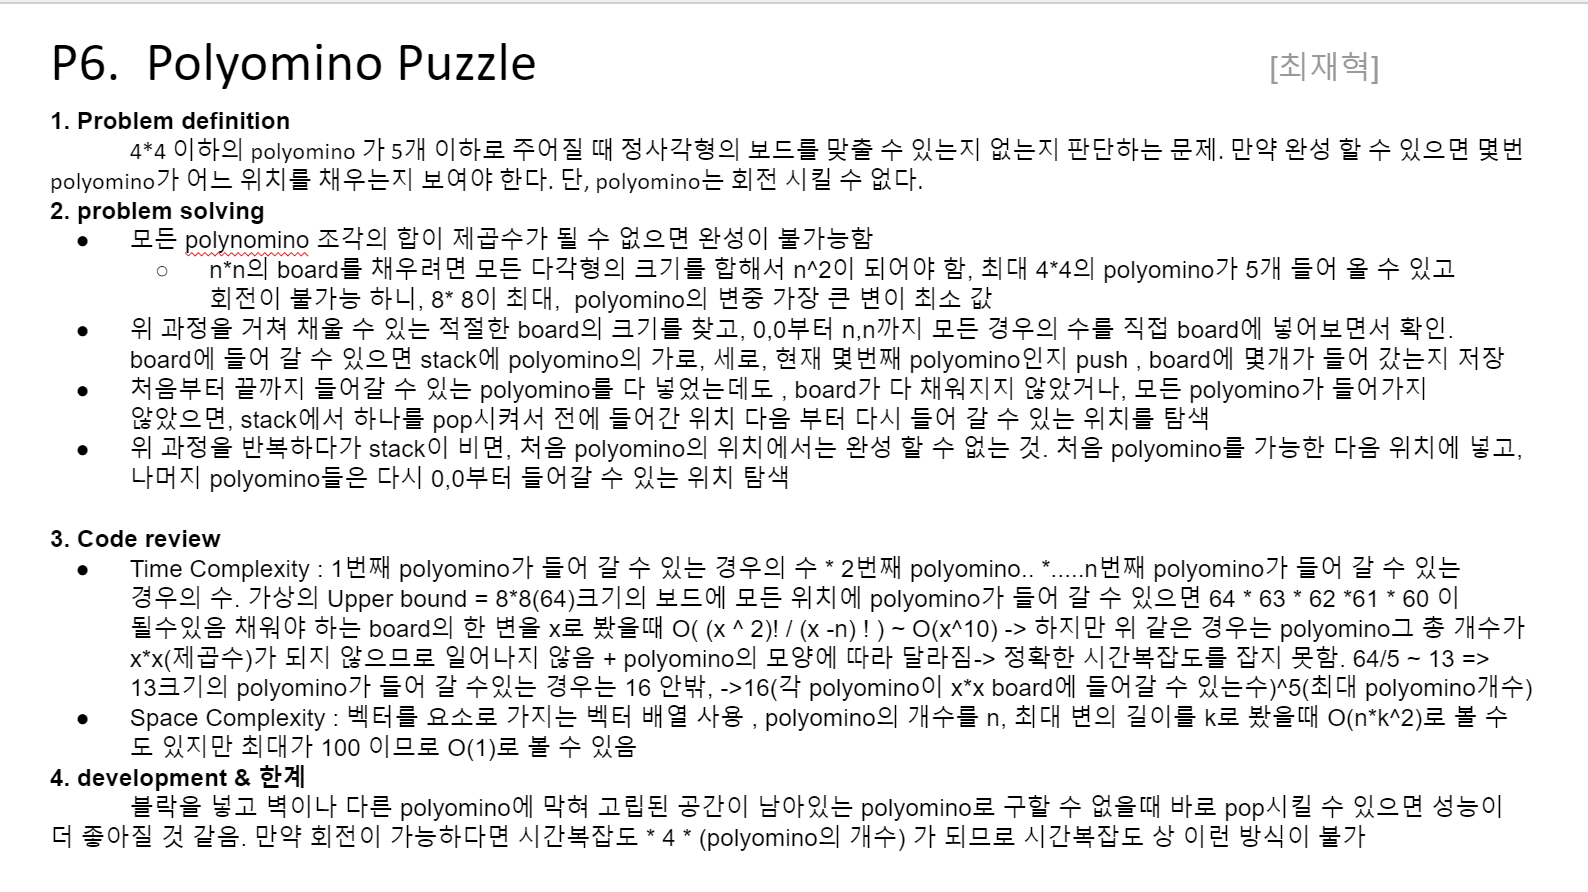 P6. Polyomino Puzzle
[최재혁]
1. Problem definition
4*4 이하의 polyomino 가 5개 이하로 주어질 때 정사각형의 보드를 맞출 수 있는지 없는지 판단하는 문제. 만약 완성 할 수 있으면 몇번
polyomino가 어느 위치를 채우는지 보여야 한다. 단, polyomino는 회전 시킬 수 없다.
2. problem solving
● 모든 polynomino 조각의 합이 제곱수가 될 수 없으면 완성이 불가능함
○ n*n의 board를 채우려면 모든 다각형의 크기를 합해서 n^2이 되어야 함, 최대 4*4의 polyomino가 5개 들어 올 수 있고
회전이 불가능 하니, 8* 8이 최대, polyomino의 변중 가장 큰 변이 최소 값
● 위 과정을 거쳐 채울 수 있는 적절한 board의 크기를 찾고, 0,0부터 n,n까지 모든 경우의 수를 직접 board에 넣어보면서 확인.
board에 들어 갈 수 있으면 stack에 polyomino의 가로, 세로, 현재 몇번째 polyomino인지 push , board에 몇개가 들어 갔는지 저장
● 처음부터 끝까지 들어갈 수 있는 polyomino를 다 넣었는데도 , board가 다 채워지지 않았거나, 모든 polyomino가 들어가지
않았으면, stack에서 하나를 pop시켜서 전에 들어간 위치 다음 부터 다시 들어 갈 수 있는 위치를 탐색
● 위 과정을 반복하다가 stack이 비면, 처음 polyomino의 위치에서는 완성 할 수 없는 것. 처음 polyomino를 가능한 다음 위치에 넣고,
나머지 polyomino들은 다시 0,0부터 들어갈 수 있는 위치 탐색
3. Code review
● Time Complexity : 1번째 polyomino가 들어 갈 수 있는 경우의 수 * 2번째 polyomino.. *.....n번째 polyomino가 들어 갈 수 있는
경우의 수. 가상의 Upper bound = 8*8(64)크기의 보드에 모든 위치에 polyomino가 들어 갈 수 있으면 64 * 63 * 62 *61 * 60 이
될수있음 채워야 하는 board의 한 변을 x로 봤을때 O( (x ^ 2)! / (x -n) ! ) ~ O(x^10) -> 하지만 위 같은 경우는 polyomino그 총 개수가
x*x(제곱수)가 되지 않으므로 일어나지 않음 + polyomino의 모양에 따라 달라짐-> 정확한 시간복잡도를 잡지 못함. 64/5 ~ 13 =>
13크기의 polyomino가 들어 갈 수있는 경우는 16 안밖, ->16(각 polyomino이 x*x board에 들어갈 수 있는수)^5(최대 polyomino개수)
● Space Complexity : 벡터를 요소로 가지는 벡터 배열 사용 , polyomino의 개수를 n, 최대 변의 길이를 k로 봤을때 O(n*k^2)로 볼 수
도 있지만 최대가 100 이므로 O(1)로 볼 수 있음
4. development & 한계
블락을 넣고 벽이나 다른 polyomino에 막혀 고립된 공간이 남아있는 polyomino로 구할 수 없을때 바로 pop시킬 수 있으면 성능이
더 좋아질 것 같음. 만약 회전이 가능하다면 시간복잡도 * 4 * (polyomino의 개수) 가 되므로 시간복잡도 상 이런 방식이 불가